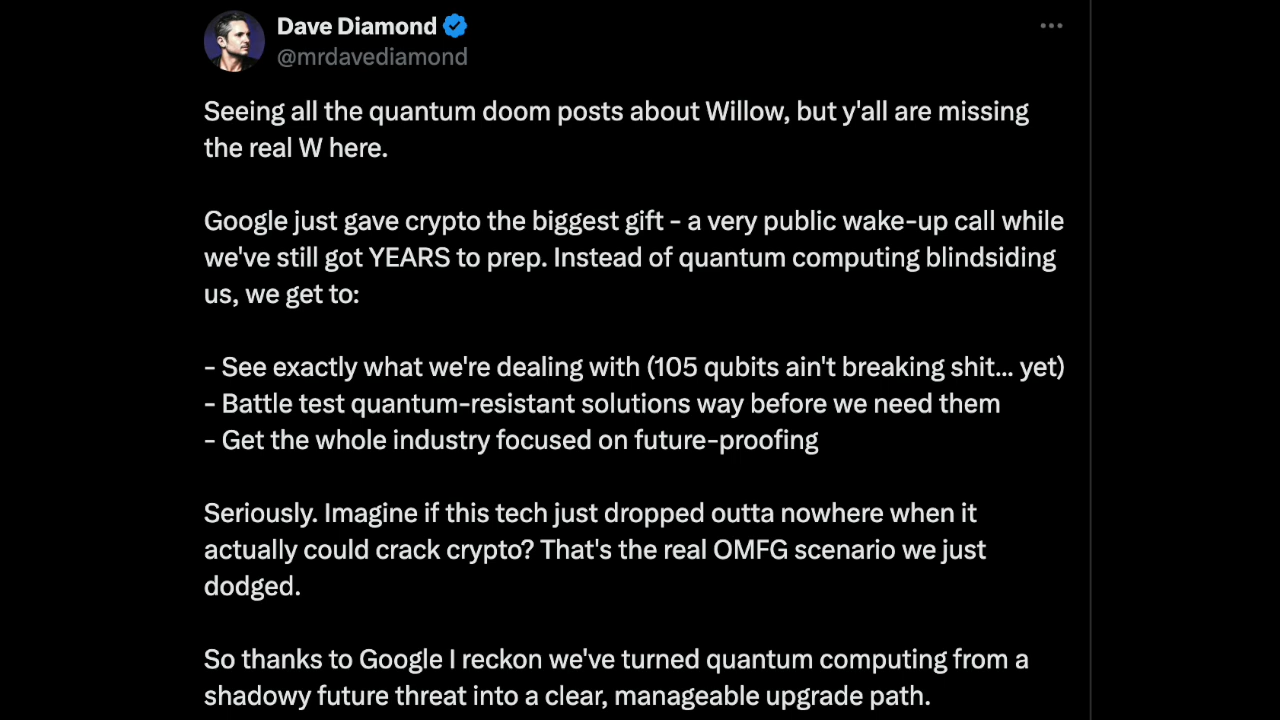 Dave Diamond
@mrdavediamond
Seeing all the quantum doom posts about Willow, but y'all are missing
the real W here.
Google just gave crypto the biggest gift - a very public wake-up call while
we've still got YEARS to prep. Instead of quantum computing blindsiding
us, we get to:
- See exactly what we're dealing with (105 qubits ain't breaking shit... yet)
- Battle test quantum-resistant solutions way before we need them
- Get the whole industry focused on future-proofing
Seriously. Imagine if this tech just dropped outta nowhere when it
actually could crack crypto? That's the real OMFG scenario we just
dodged.
So thanks to Google I reckon we've turned quantum computing from a
shadowy future threat into a clear, manageable upgrade path.